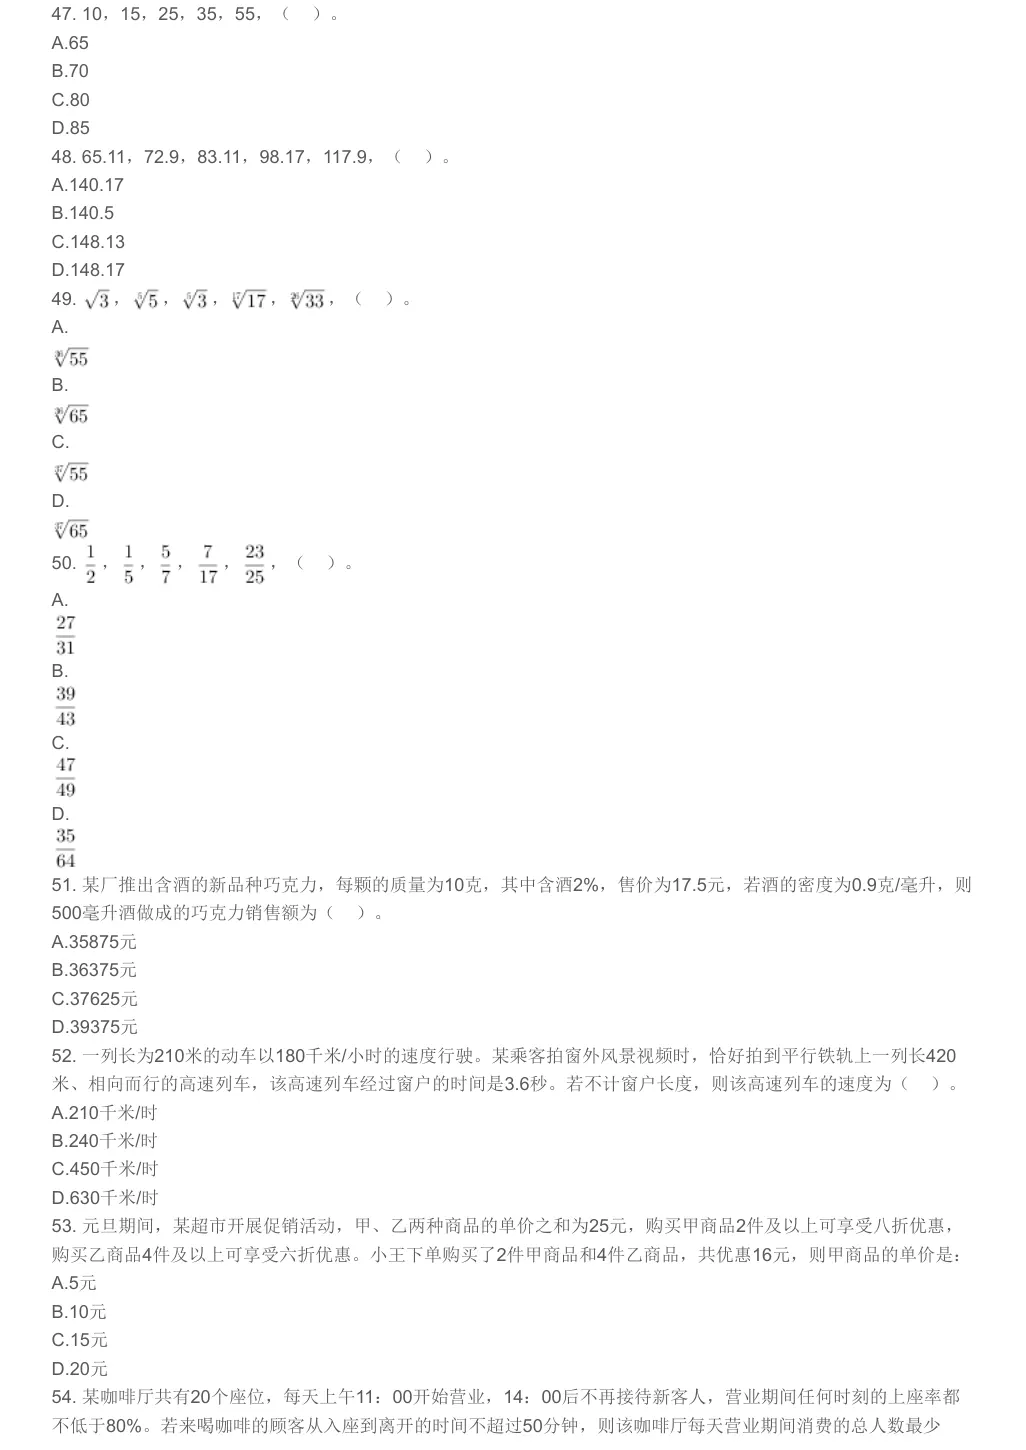 47. 10，15，25，35，55，（　）。
A.65
B.70
C.80
D.85
48. 65.11，72.9，83.11，98.17，117.9，（　）。
A.140.17
B.140.5
C.148.13
D.148.17
49. √3，⁵√5，⁵√3，¹⁷√17，²⁶√33，（　）。
A.
√55
B.
√65
C.
√55
D.
√65
50. 1/2，1/5，5/7，7/17，23/25，（　）。
A.
27/31
B.
39/43
C.
47/49
D.
35/64
51. 某厂推出含酒的新品种巧克力，每颗的质量为10克，其中含酒2%，售价为17.5元，若酒的密度为0.9克/毫升，则
500毫升酒做成的巧克力销售额为（　）。
A.35875元
B.36375元
C.37625元
D.39375元
52. 一列长为210米的动车以180千米/小时的速度行驶。某乘客拍窗外风景视频时，恰好拍到平行铁轨上一列长420
米、相向而行的高速列车，该高速列车经过窗户的时间是3.6秒。若不计窗户长度，则该高速列车的速度为（　）。
A.210千米/时
B.240千米/时
C.450千米/时
D.630千米/时
53. 元旦期间，某超市开展促销活动，甲、乙两种商品的单价之和为25元，购买甲商品2件及以上可享受八折优惠，
购买乙商品4件及以上可享受六折优惠。小王下单购买了2件甲商品和4件乙商品，共优惠16元，则甲商品的单价是：
A.5元
B.10元
C.15元
D.20元
54. 某咖啡厅共有20个座位，每天上午11：00开始营业，14：00后不再接待新客人，营业期间任何时刻的上座率都
不低于80%。若来喝咖啡的顾客从入座到离开的时间不超过50分钟，则该咖啡厅每天营业期间消费的总人数最少